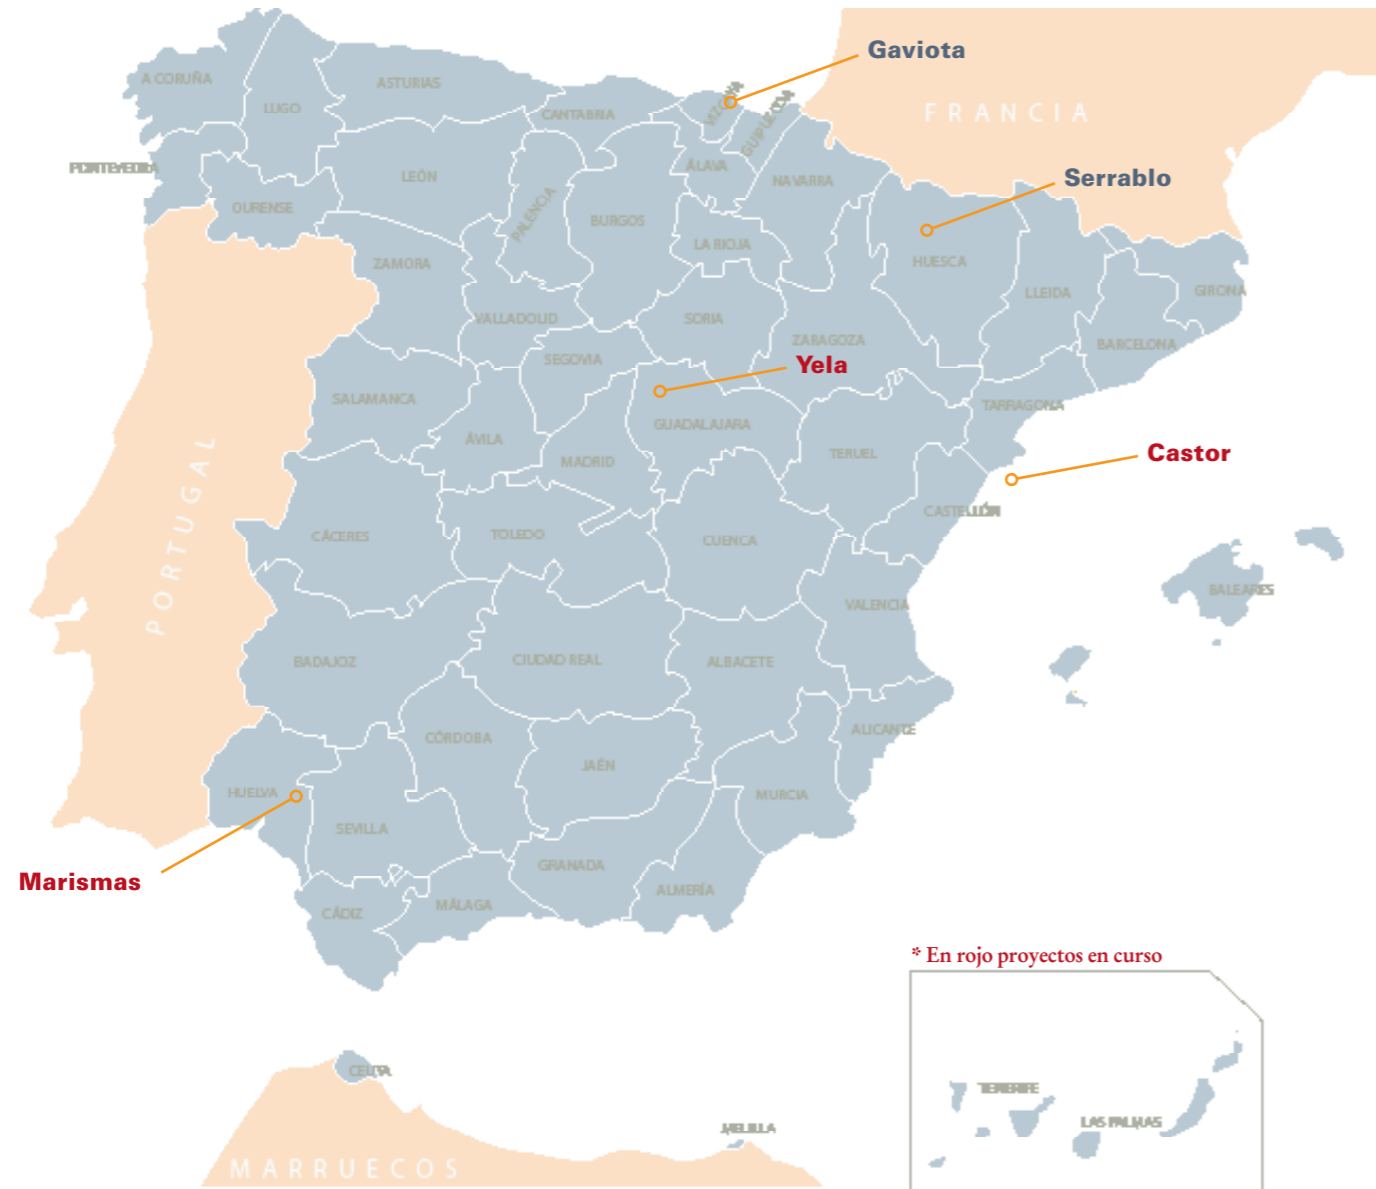 Gaviota
A CORUÑA
ASTURIAS
LUGO
CANTABRIA
VIZCAYA
GUIPÚZCOA
FRANCIA
PONTEVEDRA
LEÓN
ÁLAVA
NAVARRA
Serrablo
OURENSE
PALENCIA
BURGOS
LA RIOJA
ZAMORA
HUESCA
LLEIDA
GIRONA
VALLADOLID
SORIA
ZARAGOZA
BARCELONA
SEGOVIA
Yela
SALAMANCA
TARRAGONA
ÁVILA
GUADALAJARA
MADRID
TERUEL
Castor
PORTUGAL
CÁCERES
TOLEDO
CUENCA
CASTELLÓN
BALEARES
VALENCIA
BADAJOZ
CIUDAD REAL
ALBACETE
CÓRDOBA
ALICANTE
JAÉN
HUELVA
MURCIA
SEVILLA
GRANADA
Marismas
ALMERÍA
CÁDIZ
MÁLAGA
* En rojo proyectos en curso
CEUTA
TENERIFE
LAS PALMAS
MELILLA
MARRUECOS